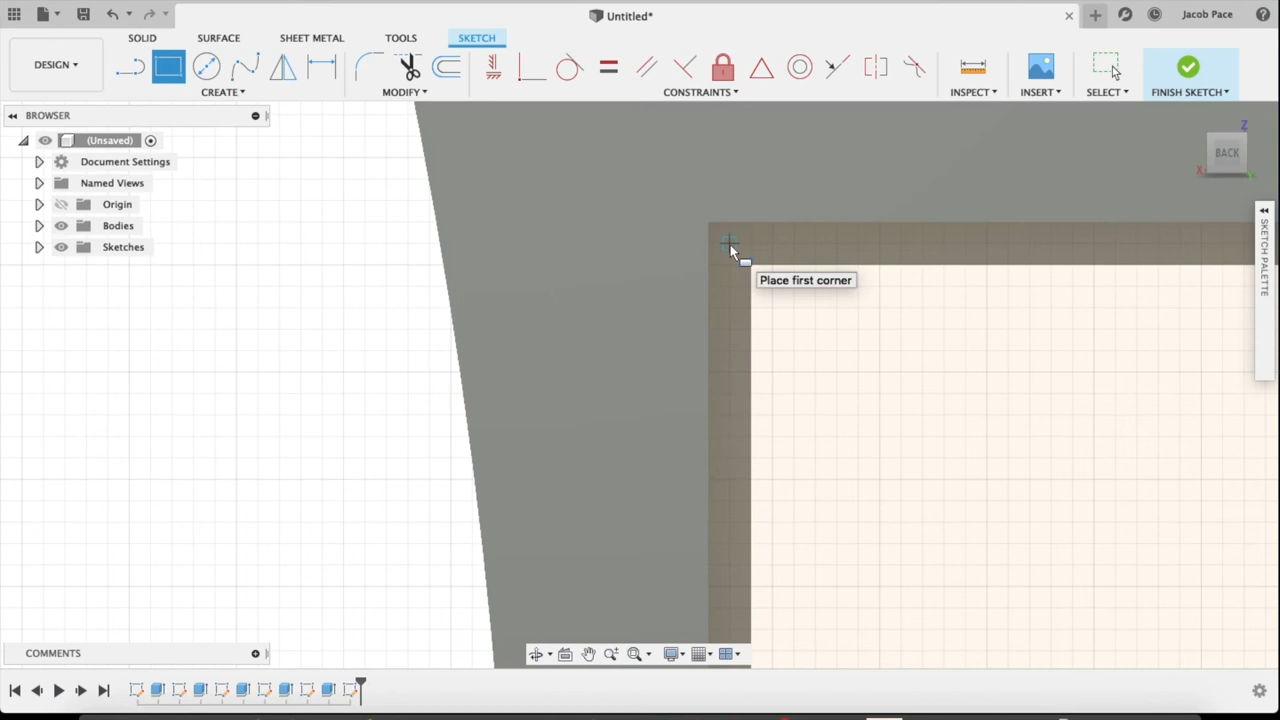 Untitled*
Jacob Pace
DESIGN
SOLID
SURFACE
SHEET METAL
TOOLS
SKETCH
CREATE
MODIFY
CONSTRAINTS
INSPECT
INSERT
SELECT
FINISH SKETCH
BROWSER
(Unsaved)
Document Settings
Named Views
Origin
Bodies
Sketches
Z
BACK
X
Y
SKETCH PALETTE
Place first corner
COMMENTS